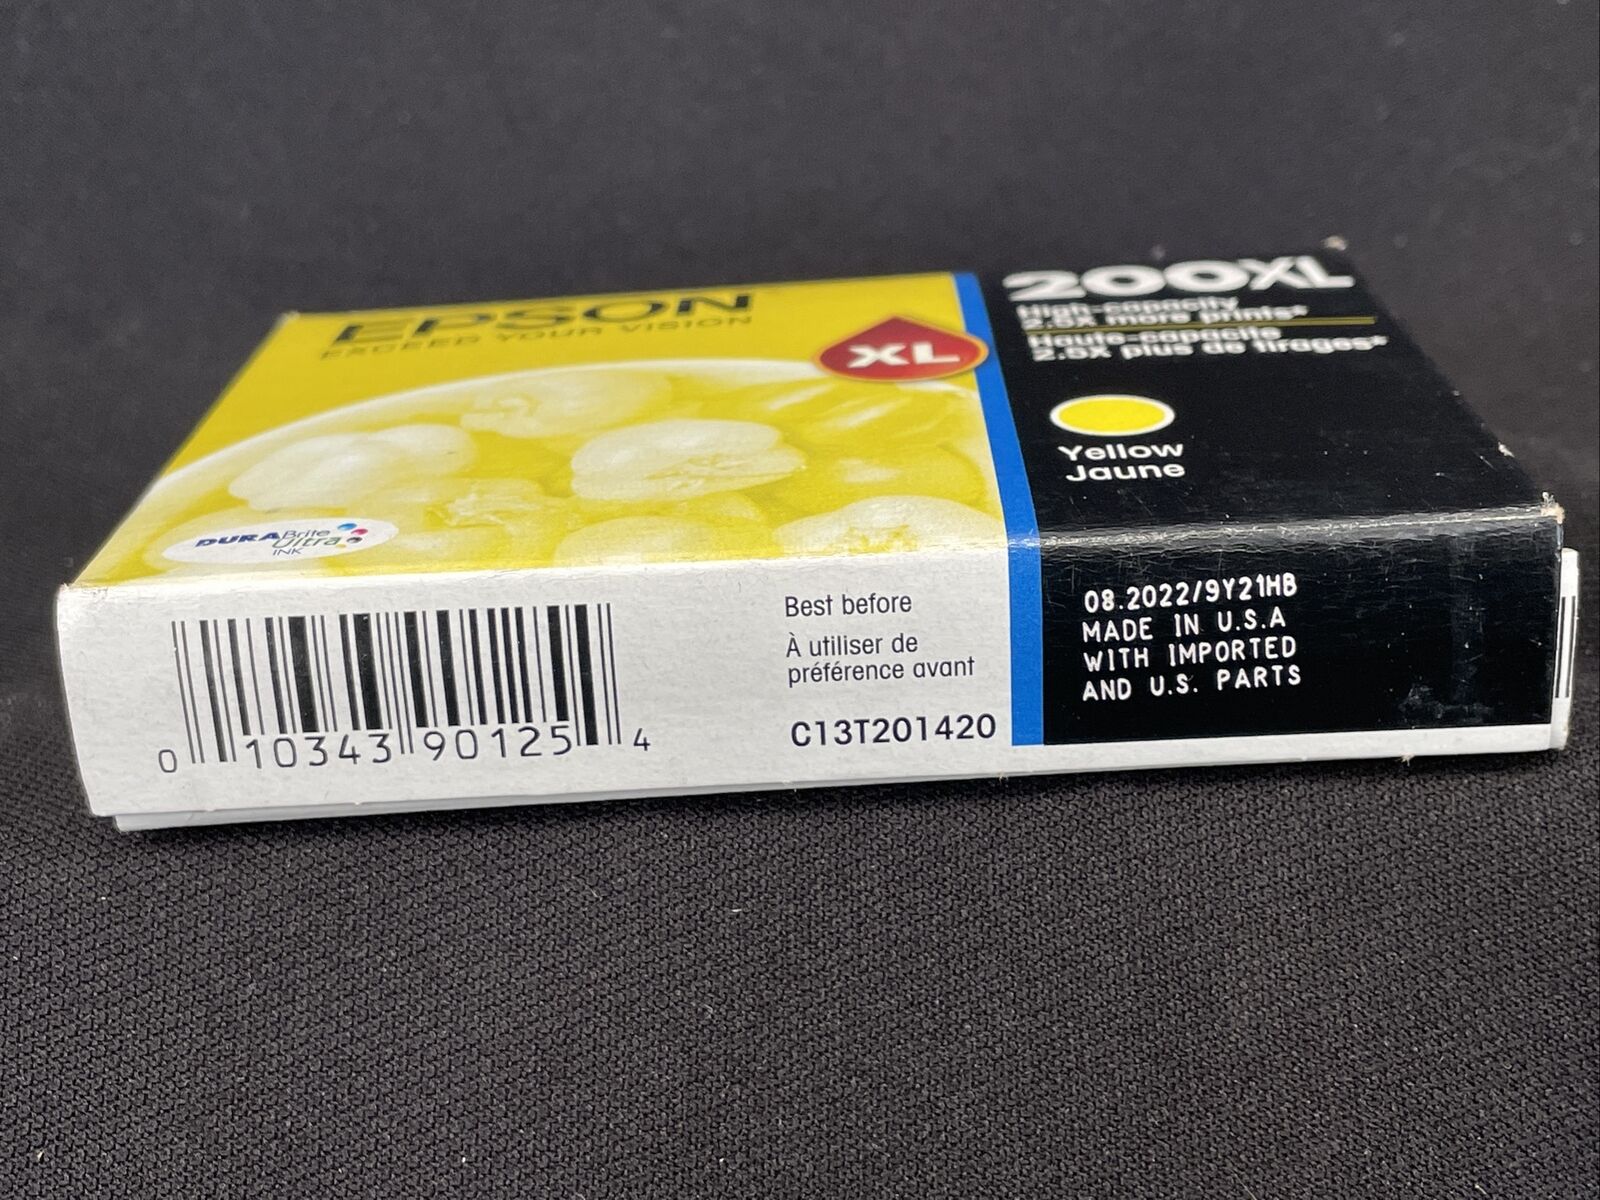 EPSON
EXCEED YOUR VISION
XL
200XL
High-capacity
2.5X more prints*
Haute-capacité
2.5X plus de tirages*
Yellow
Jaune
DURABrite
Ultra
INK
Best before
À utiliser de
préférence avant
C13T201420
08.2022/9Y21HB
MADE IN U.S.A
WITH IMPORTED
AND U.S. PARTS
0 10343 90125 4